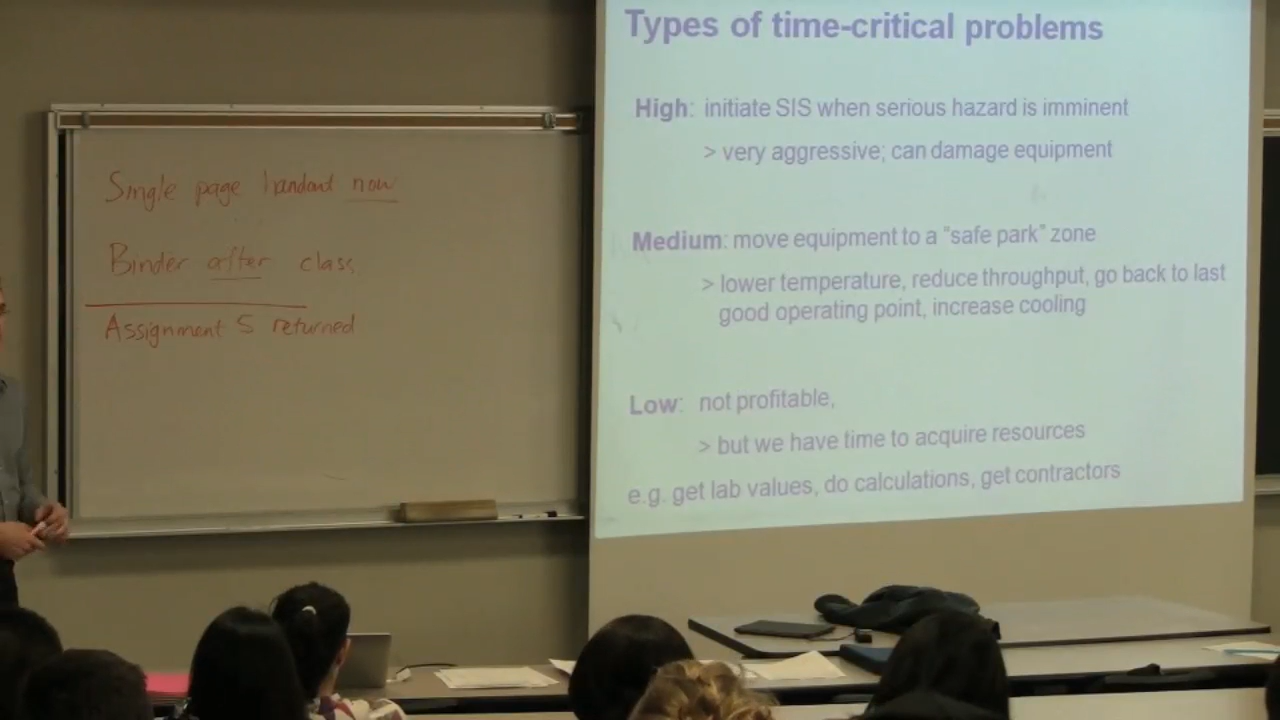 Single page handout now
Binder after class
Assignment 5 returned
Types of time-critical problems
High: initiate SIS when serious hazard is imminent
> very aggressive; can damage equipment
Medium: move equipment to a "safe park" zone
> lower temperature, reduce throughput, go back to last
good operating point, increase cooling
Low: not profitable,
> but we have time to acquire resources
e.g. get lab values, do calculations, get contractors